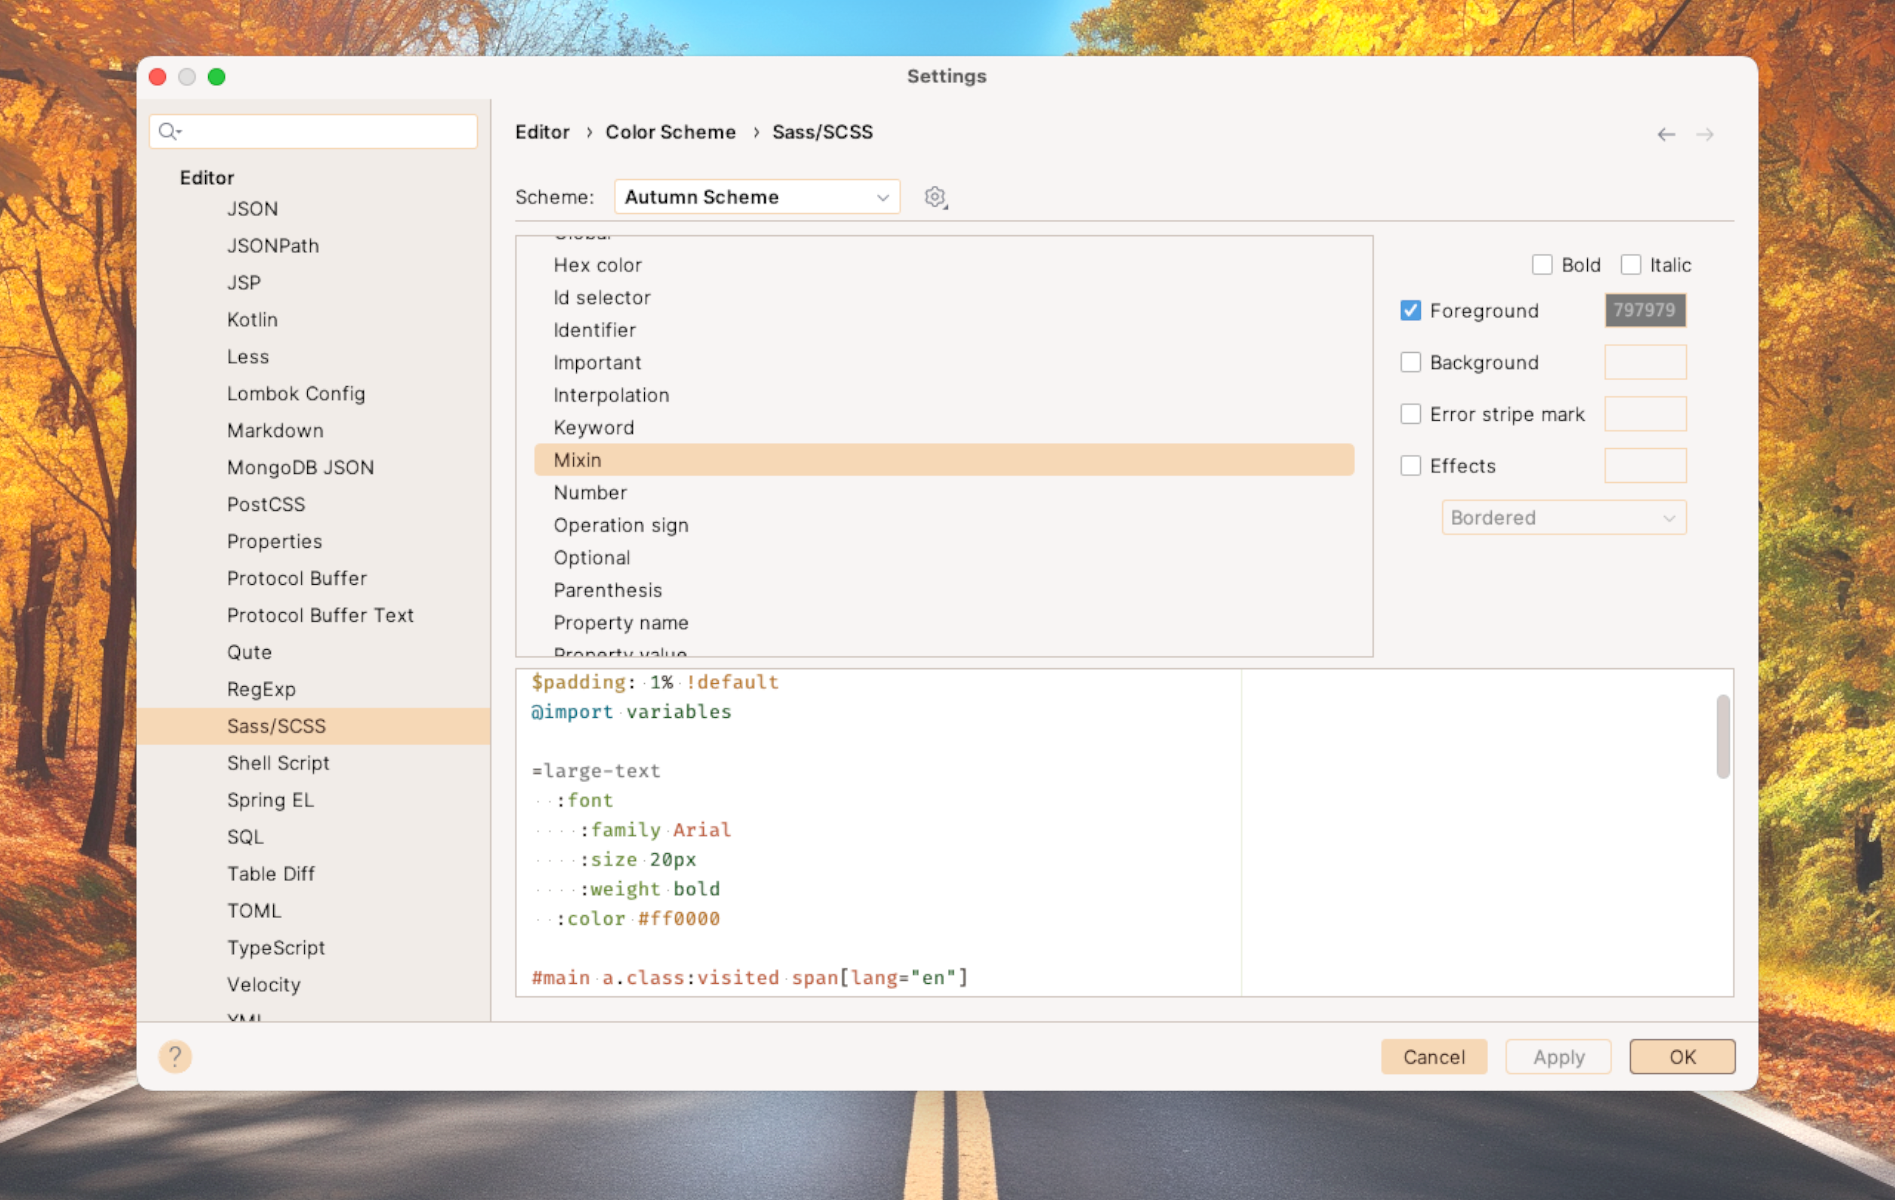 Settings
Editor
JSON
JSONPath
JSP
Kotlin
Less
Lombok Config
Markdown
MongoDB JSON
PostCSS
Properties
Protocol Buffer
Protocol Buffer Text
Qute
RegExp
Sass/SCSS
Shell Script
Spring EL
SQL
Table Diff
TOML
TypeScript
Velocity
XML
Editor › Color Scheme › Sass/SCSS
Scheme: Autumn Scheme
Global
Hex color
Id selector
Identifier
Important
Interpolation
Keyword
Mixin
Number
Operation sign
Optional
Parenthesis
Property name
Property value
Bold Italic
Foreground 797979
Background
Error stripe mark
Effects
Bordered
$padding: 1% !default
@import variables
=large-text
:font
:family Arial
:size 20px
:weight bold
:color #ff0000
#main a.class:visited span[lang="en"]
? Cancel Apply OK